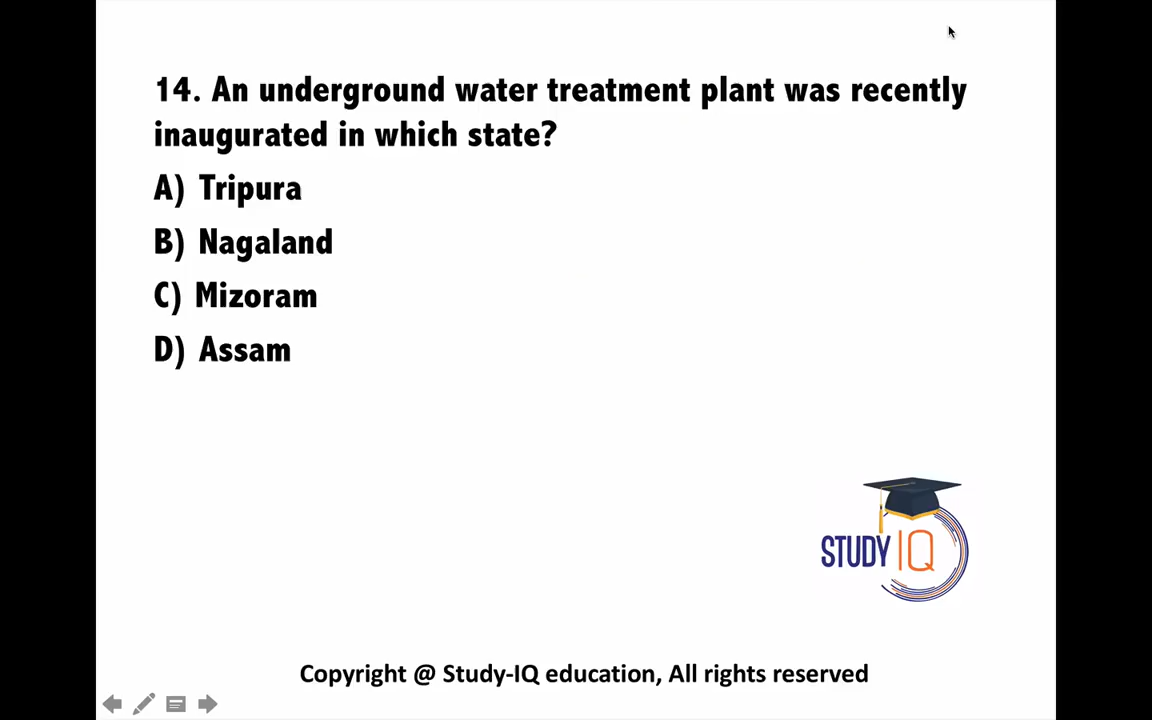 14. An underground water treatment plant was recently
inaugurated in which state?
A) Tripura
B) Nagaland
C) Mizoram
D) Assam
STUDY IQ
Copyright @ Study-IQ education, All rights reserved